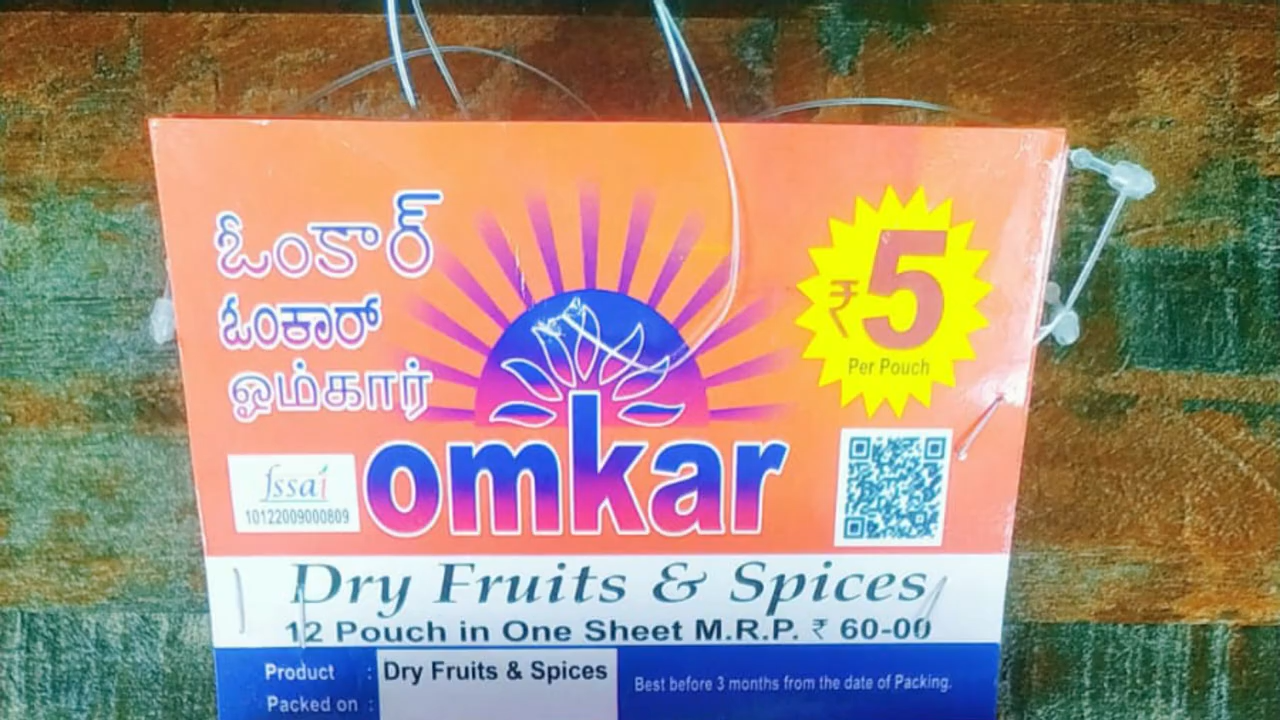 ఓంకార్
ಓಂಕಾರ್
ஓம்கார்
₹5
Per Pouch
omkar
fssai
10122009000809
Dry Fruits & Spices
12 Pouch in One Sheet M.R.P. ₹ 60-00
Product : Dry Fruits & Spices
Packed on :
Best before 3 months from the date of Packing.